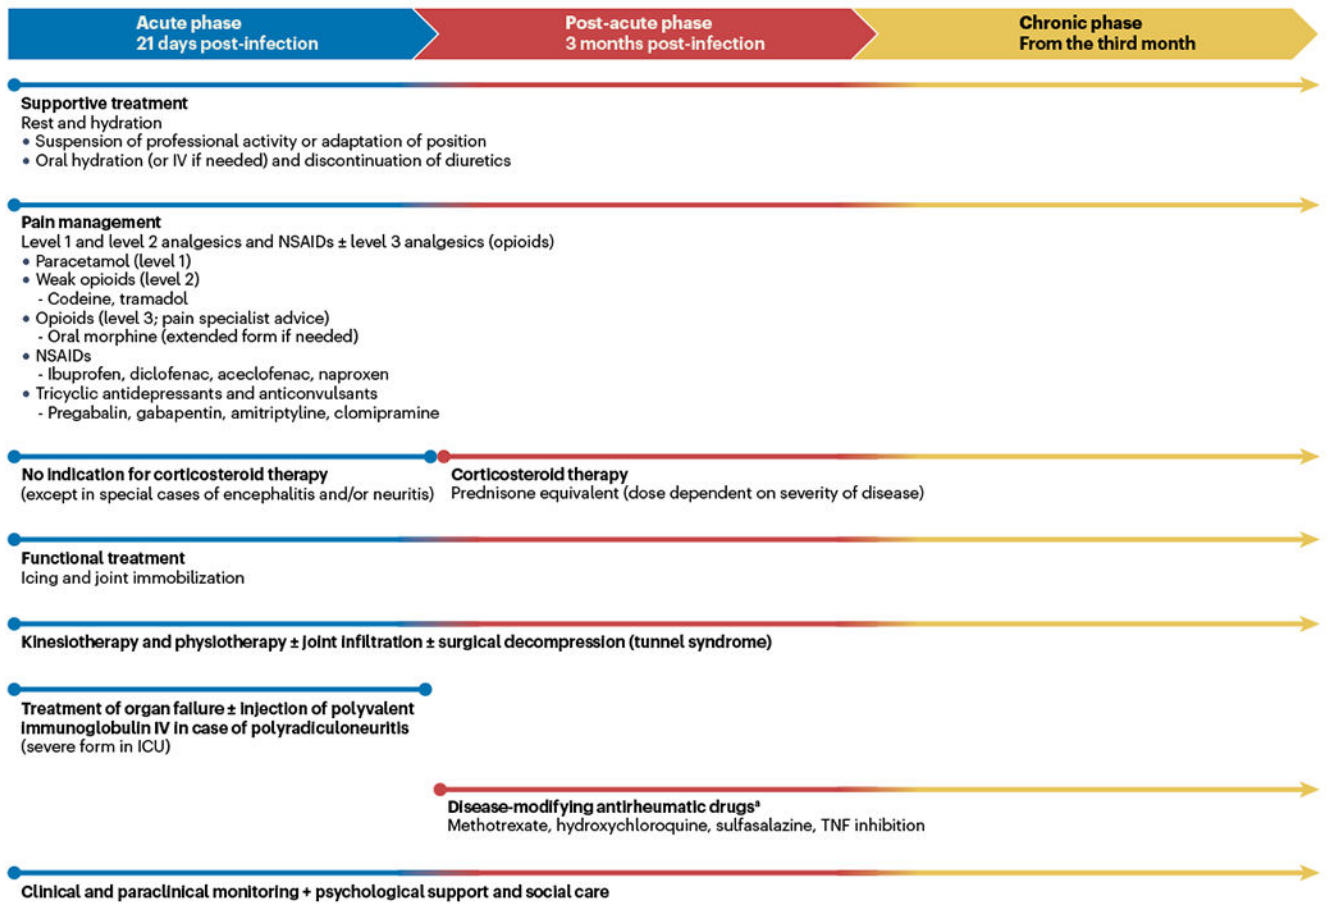 Acute phase
21 days post-infection
Post-acute phase
3 months post-infection
Chronic phase
From the third month
Supportive treatment
Rest and hydration
• Suspension of professional activity or adaptation of position
• Oral hydration (or IV if needed) and discontinuation of diuretics
Pain management
Level 1 and level 2 analgesics and NSAIDs ± level 3 analgesics (opioids)
• Paracetamol (level 1)
• Weak opioids (level 2)
- Codeine, tramadol
• Opioids (level 3; pain specialist advice)
- Oral morphine (extended form if needed)
• NSAIDs
- Ibuprofen, diclofenac, aceclofenac, naproxen
• Tricyclic antidepressants and anticonvulsants
- Pregabalin, gabapentin, amitriptyline, clomipramine
No indication for corticosteroid therapy
(except in special cases of encephalitis and/or neuritis)
Corticosteroid therapy
Prednisone equivalent (dose dependent on severity of disease)
Functional treatment
Icing and joint immobilization
Kinesiotherapy and physiotherapy ± joint infiltration ± surgical decompression (tunnel syndrome)
Treatment of organ failure ± injection of polyvalent
immunoglobulin IV in case of polyradiculoneuritis
(severe form in ICU)
Disease-modifying antirheumatic drugsª
Methotrexate, hydroxychloroquine, sulfasalazine, TNF inhibition
Clinical and paraclinical monitoring + psychological support and social care